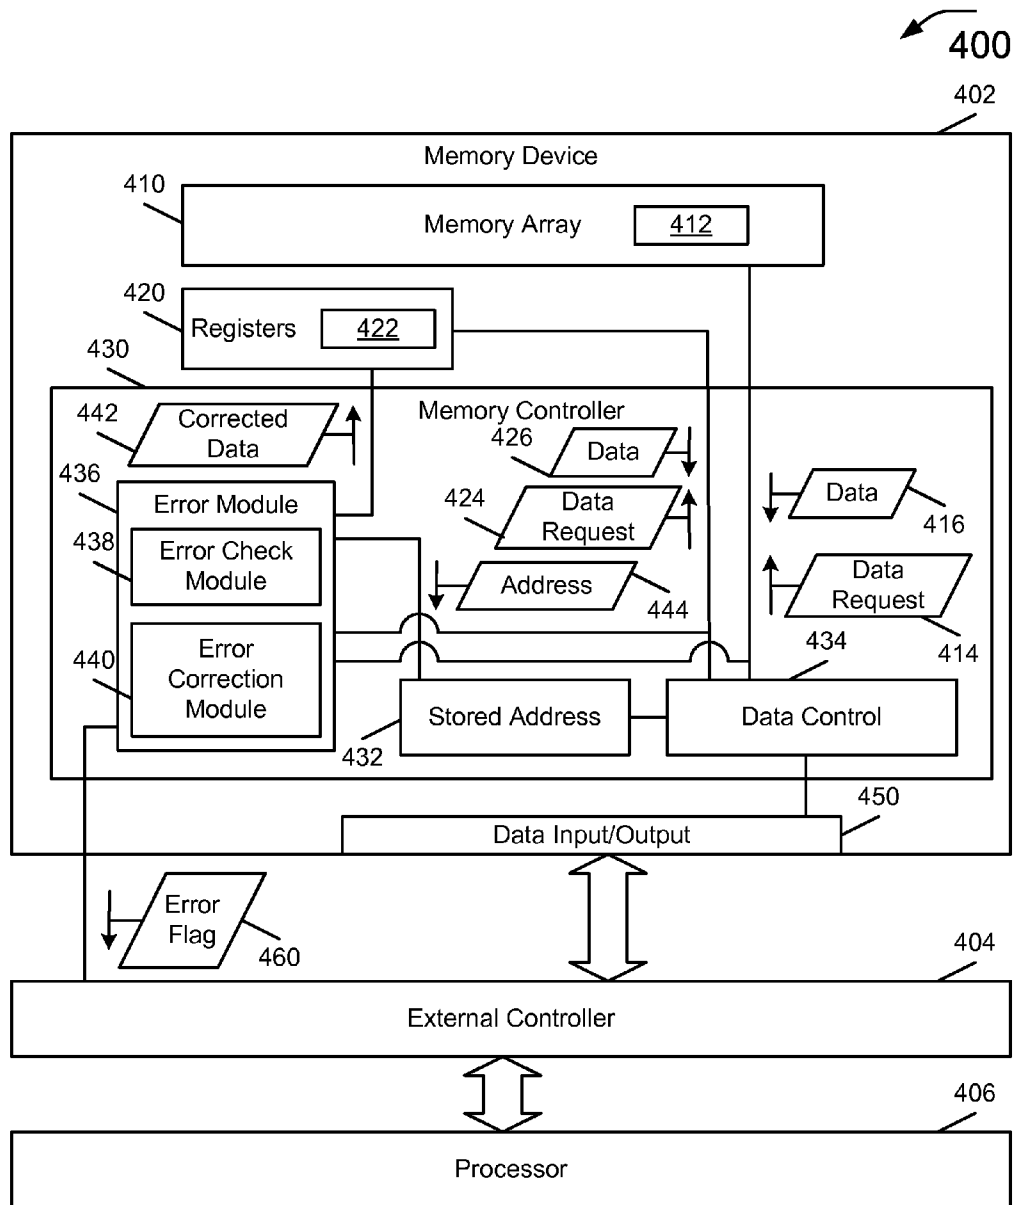 400
402
Memory Device
410
Memory Array
412
420
Registers
422
430
Memory Controller
442
Corrected
Data
426
Data
424
Data
Request
Data
416
436
Error Module
438
Error Check
Module
Address
444
Data
Request
414
440
Error
Correction
Module
434
Stored Address
432
Data Control
450
Data Input/Output
Error
Flag
460
404
External Controller
406
Processor